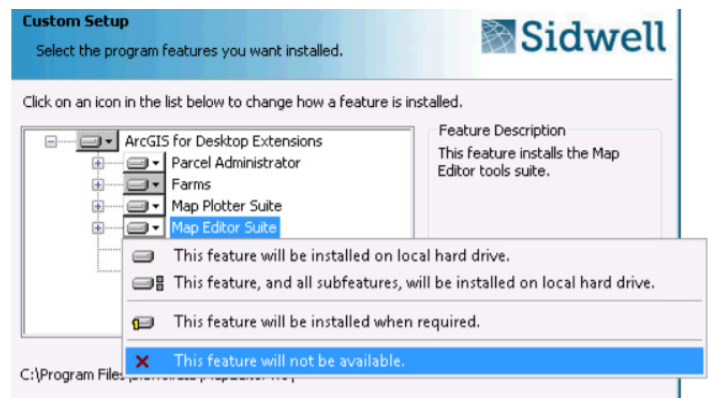 Custom Setup
Select the program features you want installed.
Sidwell
Click on an icon in the list below to change how a feature is installed.
ArcGIS for Desktop Extensions
Parcel Administrator
Farms
Map Plotter Suite
Map Editor Suite
Feature Description
This feature installs the Map
Editor tools suite.
This feature will be installed on local hard drive.
This feature, and all subfeatures, will be installed on local hard drive.
This feature will be installed when required.
This feature will not be available.
C:\Program Files